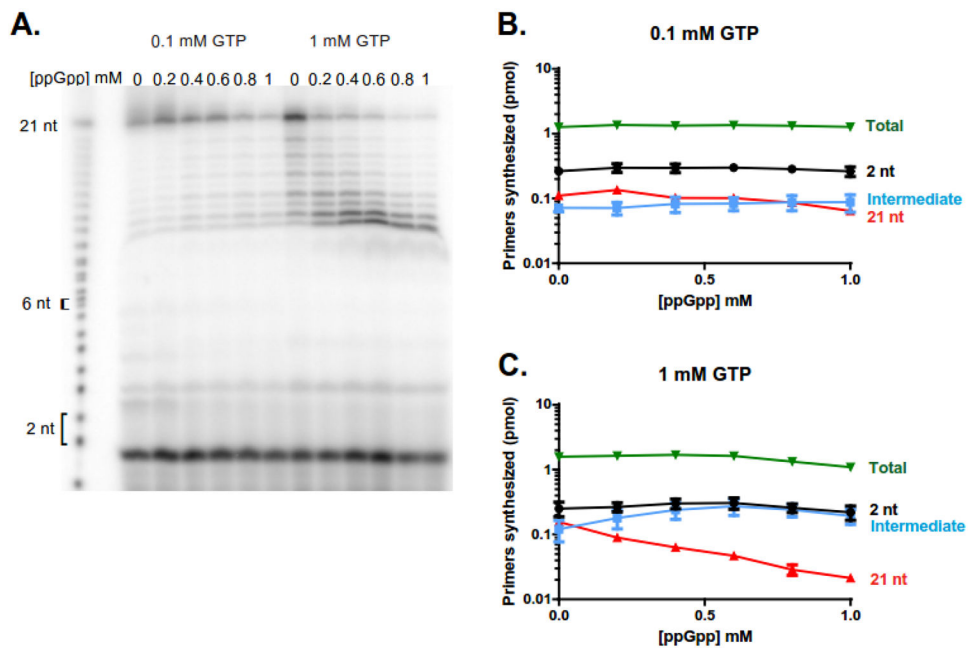 A.
0.1 mM GTP 1 mM GTP
[ppGpp] mM 0 0.2 0.4 0.6 0.8 1 0 0.2 0.4 0.6 0.8 1
21 nt
6 nt
2 nt
B.
0.1 mM GTP
Primers synthesized (pmol)
10
1
0.1
0.01
0.0 0.5 1.0
[ppGpp] mM
Total
2 nt
Intermediate
21 nt
C.
1 mM GTP
Primers synthesized (pmol)
10
1
0.1
0.01
0.0 0.5 1.0
[ppGpp] mM
Total
2 nt
Intermediate
21 nt